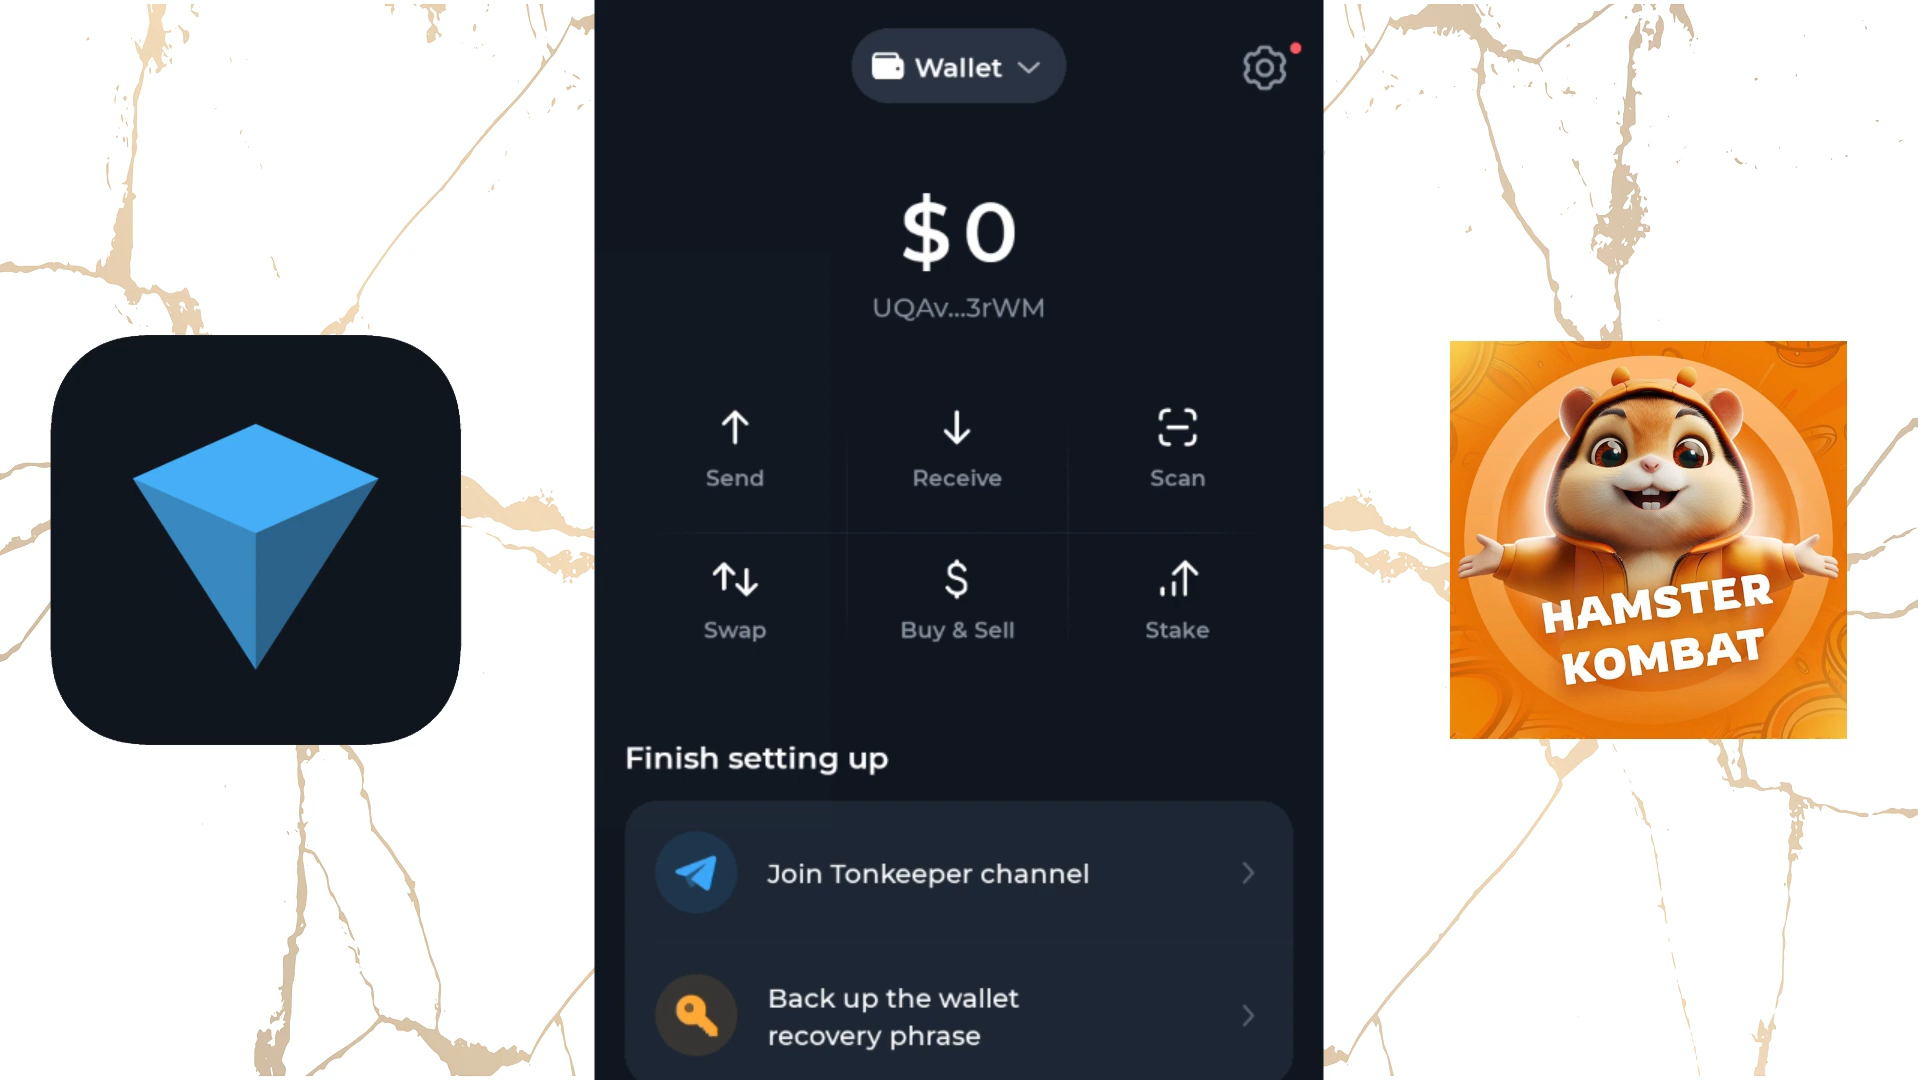 Wallet
$ 0
UQAv...3rWM
Send
Receive
Scan
Swap
Buy & Sell
Stake
HAMSTER
KOMBAT
Finish setting up
Join Tonkeeper channel
Back up the wallet
recovery phrase